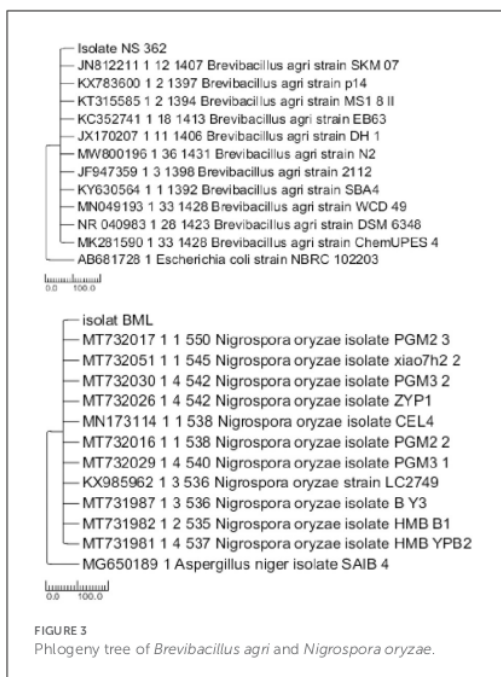 Isolate NS 362
JN812211 1 12 1407 Brevibacillus agri strain SKM 07
KX783600 1 2 1397 Brevibacillus agri strain p14
KT315585 1 2 1394 Brevibacillus agri strain MS1 8 II
KC352741 1 18 1413 Brevibacillus agri strain EB63
JX170207 1 11 1406 Brevibacillus agri strain DH 1
MW800196 1 36 1431 Brevibacillus agri strain N2
JF947359 1 3 1398 Brevibacillus agri strain 2112
KY630564 1 1 1392 Brevibacillus agri strain SBA4
MN049193 1 33 1428 Brevibacillus agri strain WCD 49
NR 040983 1 28 1423 Brevibacillus agri strain DSM 6348
MK281590 1 33 1428 Brevibacillus agri strain ChemUPES 4
AB681728 1 Escherichia coli strain NBRC 102203
0.0 100.0
isolat BML
MT732017 1 1 550 Nigrospora oryzae isolate PGM2 3
MT732051 1 1 545 Nigrospora oryzae isolate xiao7h2 2
MT732030 1 4 542 Nigrospora oryzae isolate PGM3 2
MT732026 1 4 542 Nigrospora oryzae isolate ZYP1
MN173114 1 1 538 Nigrospora oryzae isolate CEL4
MT732016 1 1 538 Nigrospora oryzae isolate PGM2 2
MT732029 1 4 540 Nigrospora oryzae isolate PGM3 1
KX985962 1 3 536 Nigrospora oryzae strain LC2749
MT731987 1 3 536 Nigrospora oryzae isolate B Y3
MT731982 1 2 535 Nigrospora oryzae isolate HMB B1
MT731981 1 4 537 Nigrospora oryzae isolate HMB YPB2
MG650189 1 Aspergillus niger isolate SAIB 4
0.0 100.0
FIGURE 3
Phlogeny tree of Brevibacillus agri and Nigrospora oryzae.